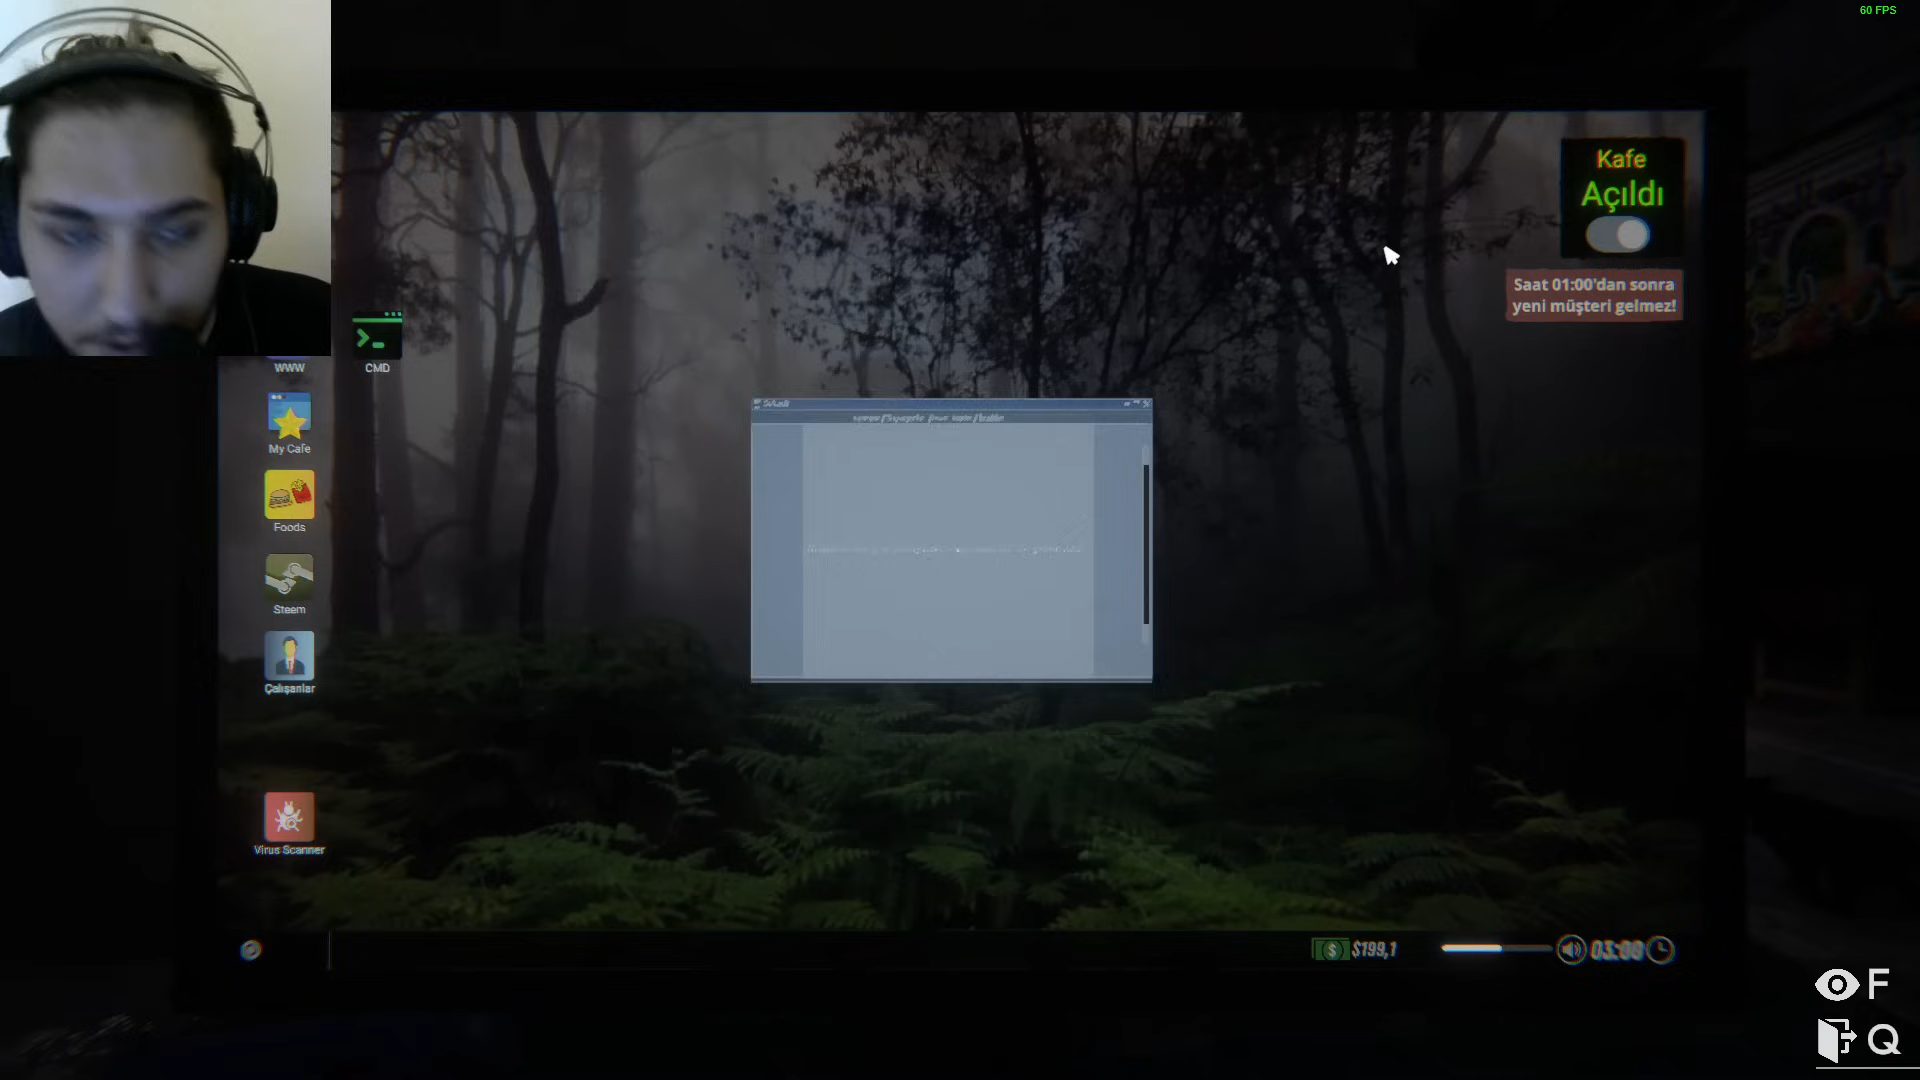 60 FPS
Kafe
Açıldı
Saat 01:00'dan sonra
yeni müşteri gelmez!
CMD
WWW
My Cafe
Foods
Steem
Çalışanlar
Virus Scanner
$199,1
03:00
F
Q